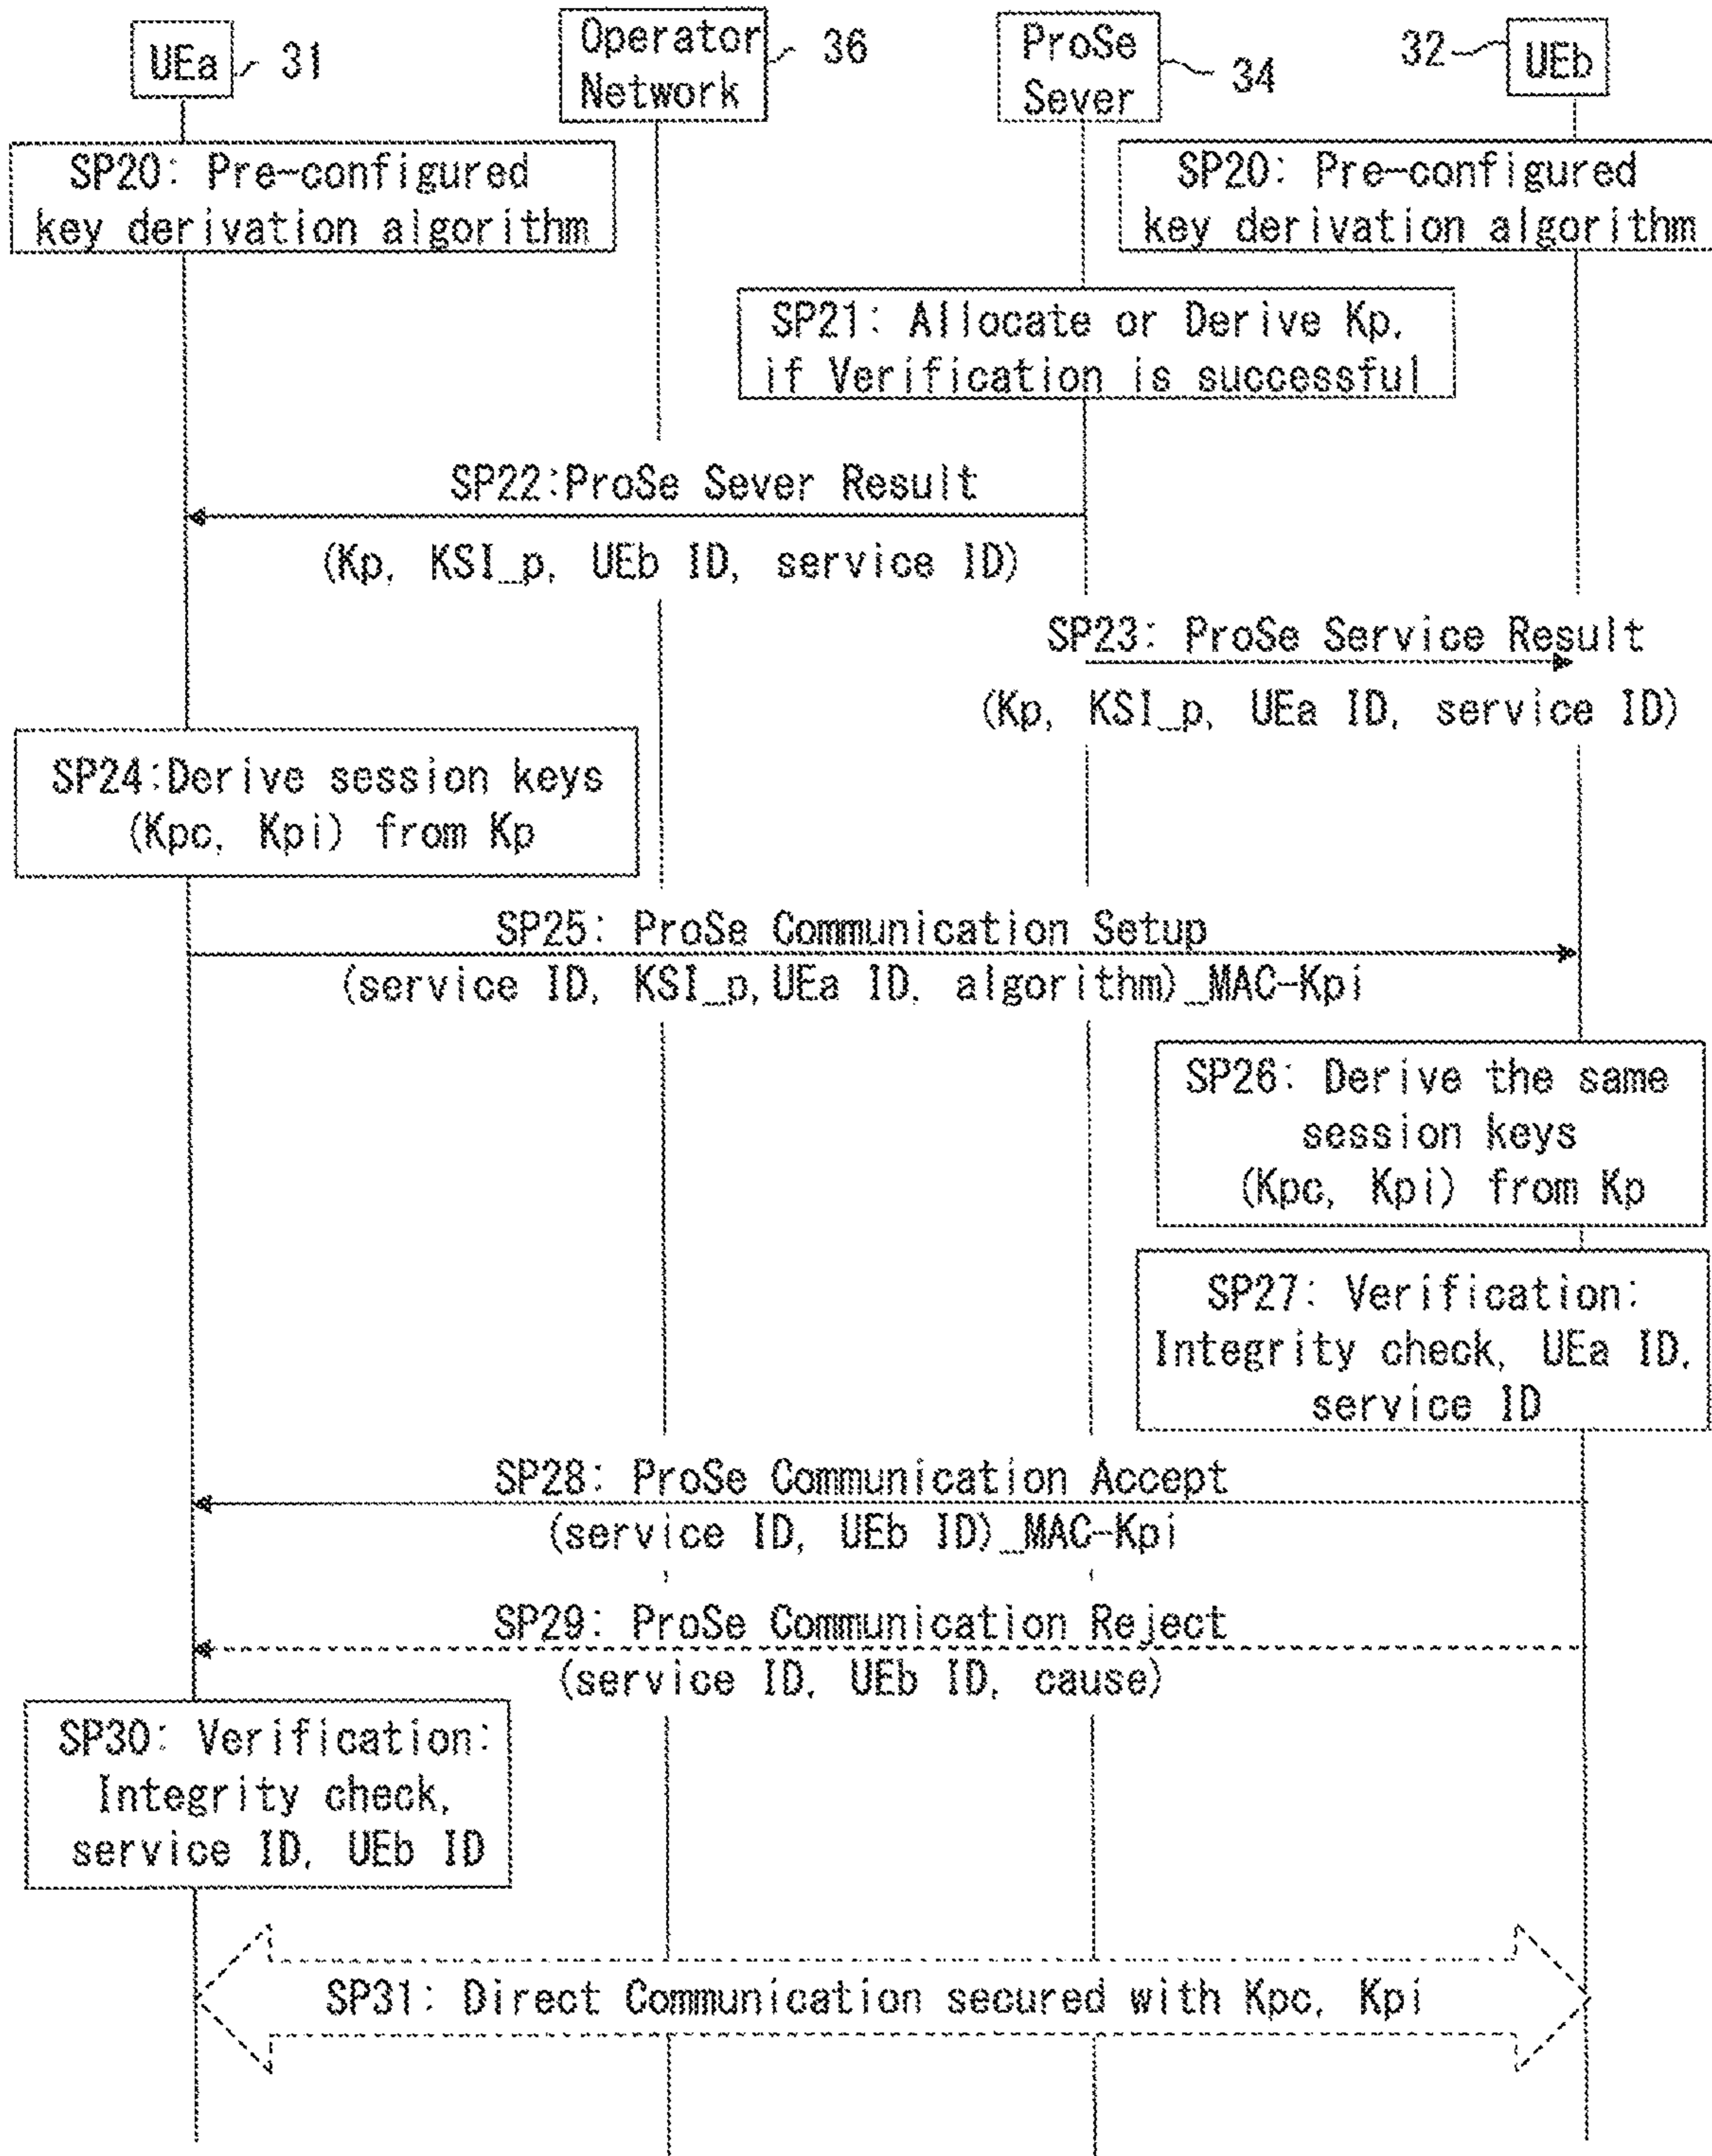 UEa 31
Operator
Network 36
ProSe
Sever 34
32 UEb
SP20: Pre-configured
key derivation algorithm
SP20: Pre-configured
key derivation algorithm
SP21: Allocate or Derive Kp,
if Verification is successful
SP22:ProSe Sever Result
(Kp, KSI_p, UEb ID, service ID)
SP23: ProSe Service Result
(Kp, KSI_p, UEa ID, service ID)
SP24:Derive session keys
(Kpc, Kpi) from Kp
SP25: ProSe Communication Setup
(service ID, KSI_p,UEa ID, algorithm)_MAC-Kpi
SP26: Derive the same
session keys
(Kpc, Kpi) from Kp
SP27: Verification:
Integrity check, UEa ID,
service ID
SP28: ProSe Communication Accept
(service ID, UEb ID)_MAC-Kpi
SP29: ProSe Communication Reject
(service ID, UEb ID, cause)
SP30: Verification:
Integrity check,
service ID, UEb ID
SP31: Direct Communication secured with Kpc, Kpi